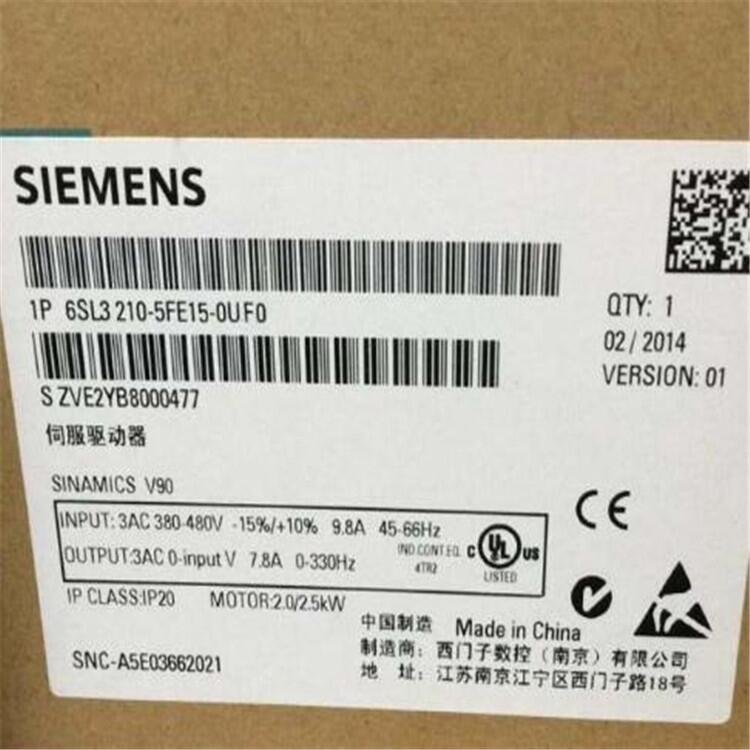 SIEMENS
1P 6SL3 210-5FE15-0UF0
QTY: 1
02/2014
VERSION: 01
S ZVE2YB8000477
伺服驱动器
SINAMICS V90
INPUT: 3AC 380-480V -15%/+10% 9.8A 45-66Hz
OUTPUT:3AC 0-input V 7.8A 0-330Hz
IND.CONT.EQ.
4TR2
C UL US
LISTED
CE
IP CLASS:IP20 MOTOR:2.0/2.5kW
中国制造 Made in China
制造商: 西门子数控(南京)有限公司
地 址: 江苏南京江宁区西门子路18号
SNC-A5E03662021